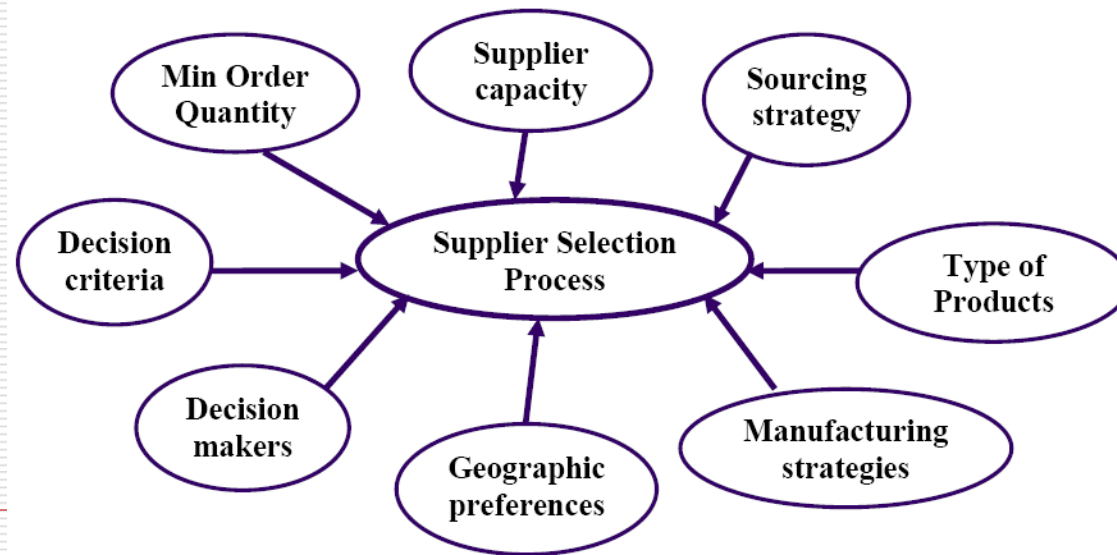 Min Order
Quantity
Supplier
capacity
Sourcing
strategy
Decision
criteria
Supplier Selection
Process
Type of
Products
Decision
makers
Geographic
preferences
Manufacturing
strategies